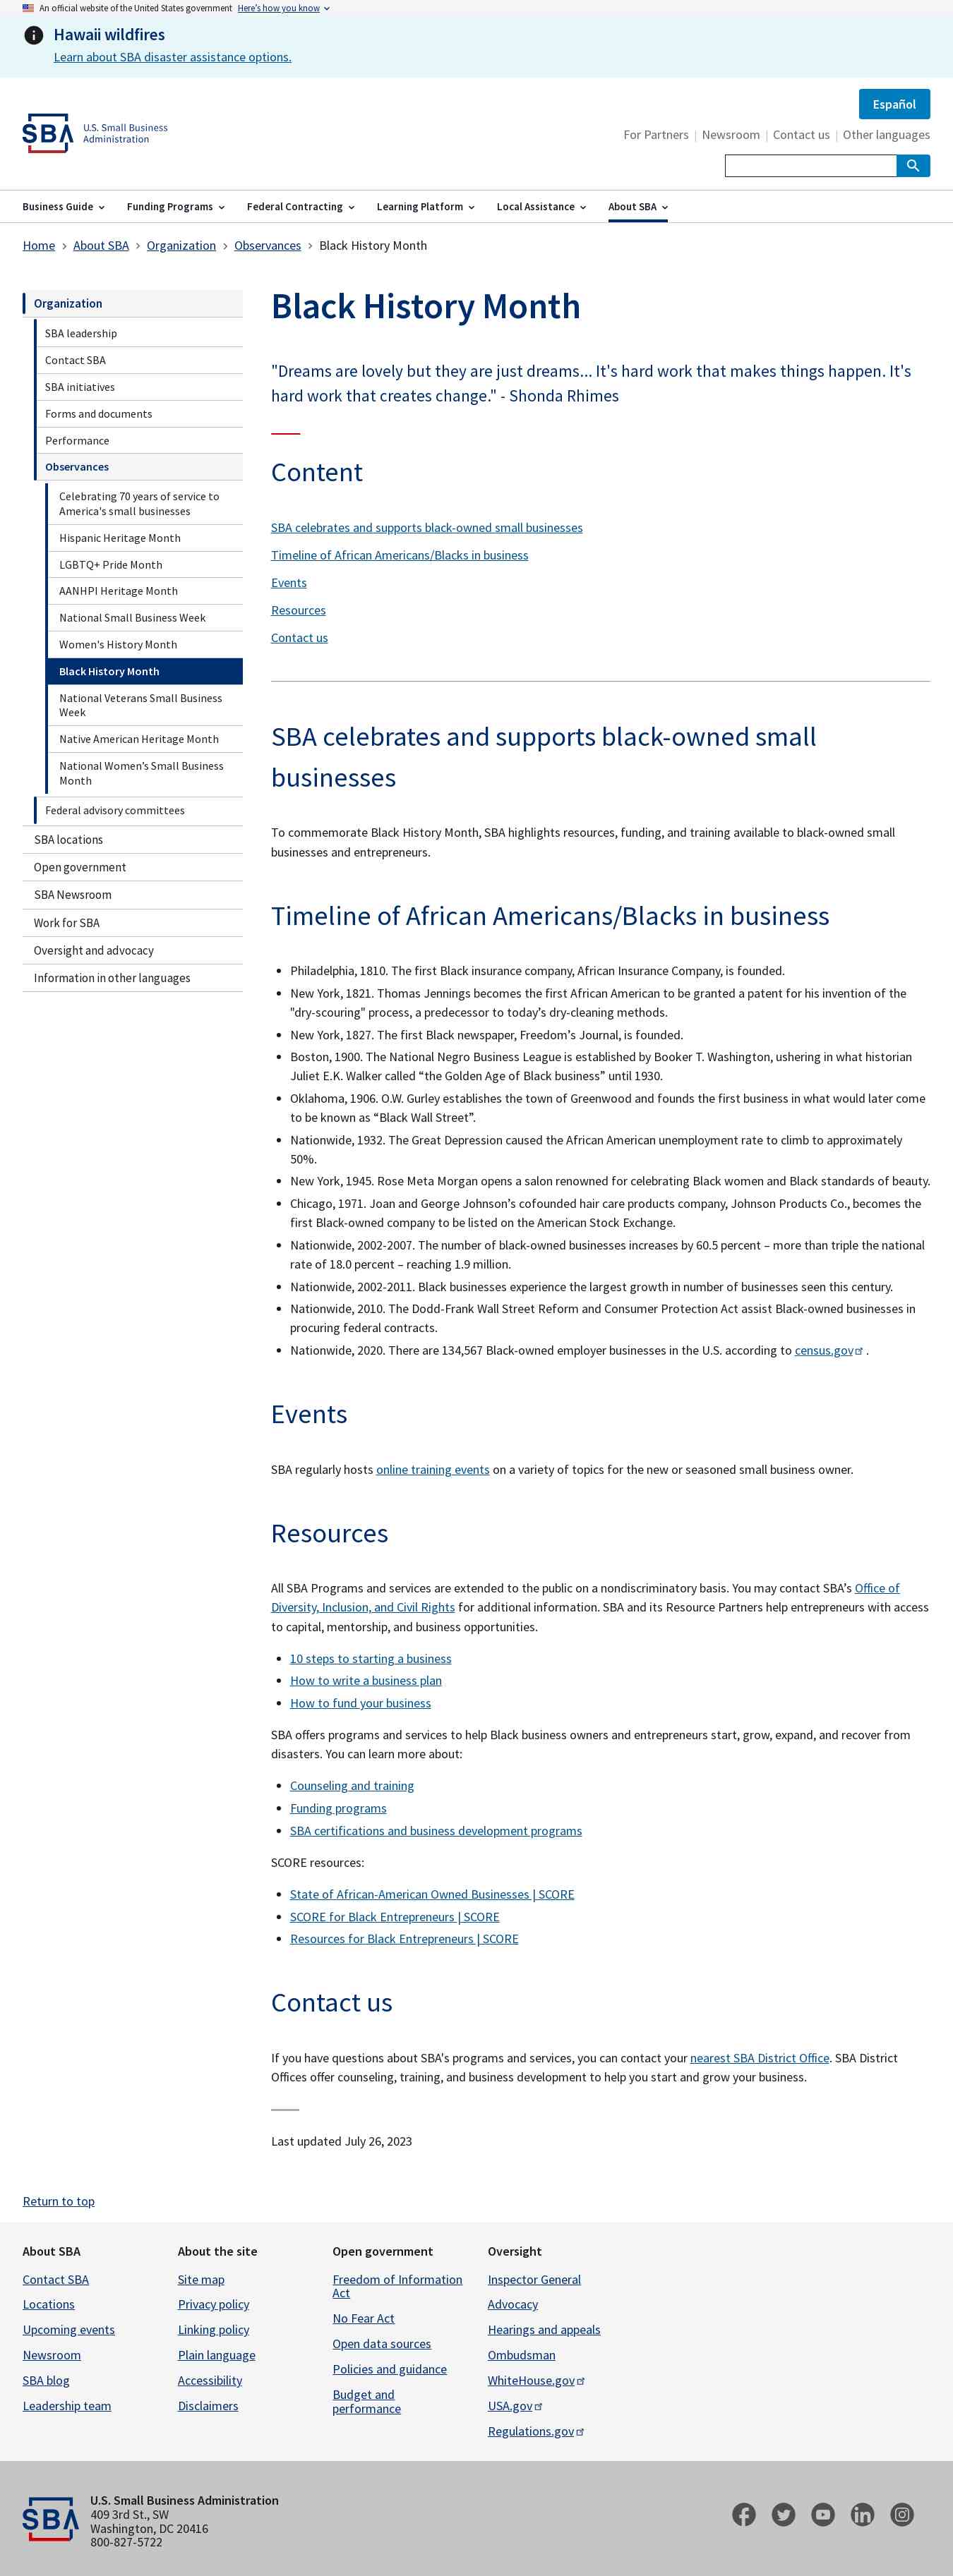 An official website of the United States government Here's how you know
Hawaii wildfires
Learn about SBA disaster assistance options.
Español
SBA U.S. Small Business
Administration
For Partners | Newsroom | Contact us | Other languages
Business Guide Funding Programs Federal Contracting Learning Platform Local Assistance About SBA
Home > About SBA > Organization > Observances > Black History Month
Organization
SBA leadership
Contact SBA
SBA initiatives
Forms and documents
Performance
Observances
Celebrating 70 years of service to
America's small businesses
Hispanic Heritage Month
LGBTQ+ Pride Month
AANHPI Heritage Month
National Small Business Week
Women's History Month
Black History Month
National Veterans Small Business
Week
Native American Heritage Month
National Women’s Small Business
Month
Federal advisory committees
SBA locations
Open government
SBA Newsroom
Work for SBA
Oversight and advocacy
Information in other languages
Black History Month
"Dreams are lovely but they are just dreams... It's hard work that makes things happen. It's
hard work that creates change." - Shonda Rhimes
Content
SBA celebrates and supports black-owned small businesses
Timeline of African Americans/Blacks in business
Events
Resources
Contact us
SBA celebrates and supports black-owned small
businesses
To commemorate Black History Month, SBA highlights resources, funding, and training available to black-owned small
businesses and entrepreneurs.
Timeline of African Americans/Blacks in business
• Philadelphia, 1810. The first Black insurance company, African Insurance Company, is founded.
• New York, 1821. Thomas Jennings becomes the first African American to be granted a patent for his invention of the
"dry-scouring" process, a predecessor to today’s dry-cleaning methods.
• New York, 1827. The first Black newspaper, Freedom’s Journal, is founded.
• Boston, 1900. The National Negro Business League is established by Booker T. Washington, ushering in what historian
Juliet E.K. Walker called “the Golden Age of Black business” until 1930.
• Oklahoma, 1906. O.W. Gurley establishes the town of Greenwood and founds the first business in what would later come
to be known as “Black Wall Street”.
• Nationwide, 1932. The Great Depression caused the African American unemployment rate to climb to approximately
50%.
• New York, 1945. Rose Meta Morgan opens a salon renowned for celebrating Black women and Black standards of beauty.
• Chicago, 1971. Joan and George Johnson’s cofounded hair care products company, Johnson Products Co., becomes the
first Black-owned company to be listed on the American Stock Exchange.
• Nationwide, 2002-2007. The number of black-owned businesses increases by 60.5 percent – more than triple the national
rate of 18.0 percent – reaching 1.9 million.
• Nationwide, 2002-2011. Black businesses experience the largest growth in number of businesses seen this century.
• Nationwide, 2010. The Dodd-Frank Wall Street Reform and Consumer Protection Act assist Black-owned businesses in
procuring federal contracts.
• Nationwide, 2020. There are 134,567 Black-owned employer businesses in the U.S. according to census.gov .
Events
SBA regularly hosts online training events on a variety of topics for the new or seasoned small business owner.
Resources
All SBA Programs and services are extended to the public on a nondiscriminatory basis. You may contact SBA’s Office of
Diversity, Inclusion, and Civil Rights for additional information. SBA and its Resource Partners help entrepreneurs with access
to capital, mentorship, and business opportunities.
• 10 steps to starting a business
• How to write a business plan
• How to fund your business
SBA offers programs and services to help Black business owners and entrepreneurs start, grow, expand, and recover from
disasters. You can learn more about:
• Counseling and training
• Funding programs
• SBA certifications and business development programs
SCORE resources:
• State of African-American Owned Businesses | SCORE
• SCORE for Black Entrepreneurs | SCORE
• Resources for Black Entrepreneurs | SCORE
Contact us
If you have questions about SBA's programs and services, you can contact your nearest SBA District Office. SBA District
Offices offer counseling, training, and business development to help you start and grow your business.
Last updated July 26, 2023
Return to top
About SBA
Contact SBA
Locations
Upcoming events
Newsroom
SBA blog
Leadership team
About the site
Site map
Privacy policy
Linking policy
Plain language
Accessibility
Disclaimers
Open government
Freedom of Information
Act
No Fear Act
Open data sources
Policies and guidance
Budget and
performance
Oversight
Inspector General
Advocacy
Hearings and appeals
Ombudsman
WhiteHouse.gov
USA.gov
Regulations.gov
SBA
U.S. Small Business Administration
409 3rd St., SW
Washington, DC 20416
800-827-5722